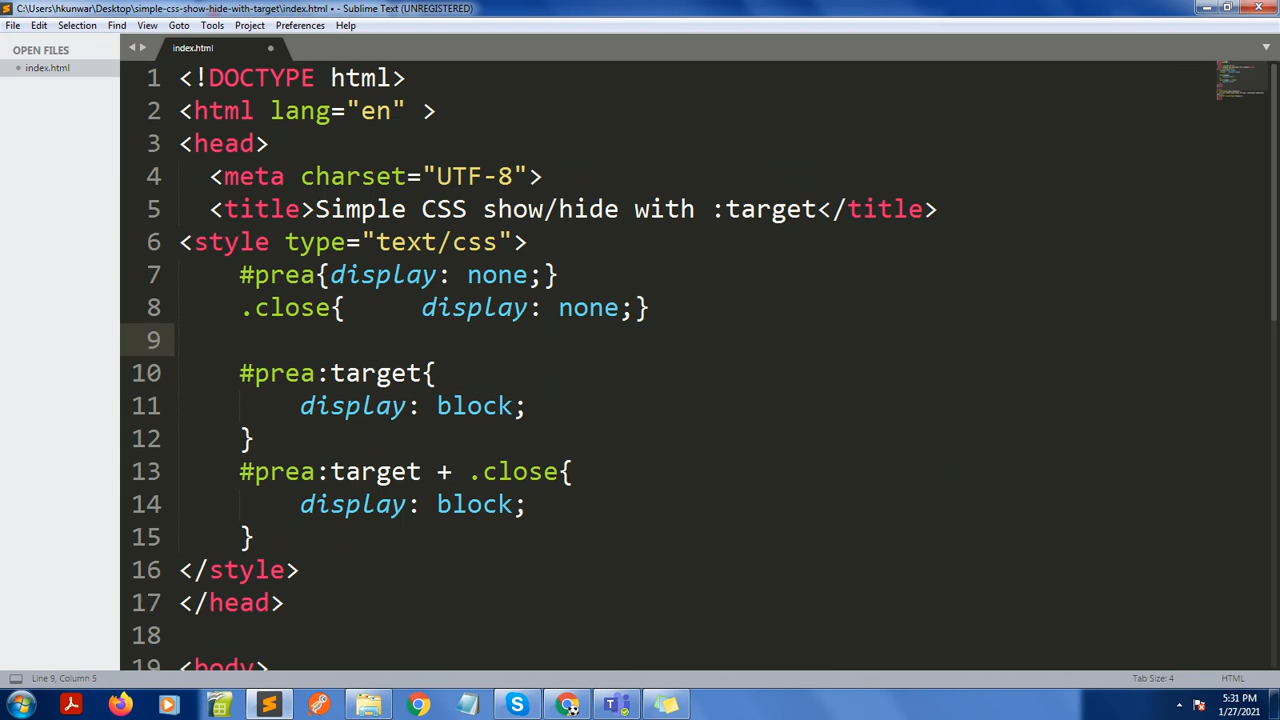 C:\Users\hkunwar\Desktop\simple-css-show-hide-with-target\index.html • - Sublime Text (UNREGISTERED)
File Edit Selection Find View Goto Tools Project Preferences Help
OPEN FILES
index.html
index.html
1 <!DOCTYPE html>
2 <html lang="en" >
3 <head>
4 <meta charset="UTF-8">
5 <title>Simple CSS show/hide with :target</title>
6 <style type="text/css">
7 #prea{display: none;}
8 .close{ display: none;}
9
10 #prea:target{
11 display: block;
12 }
13 #prea:target + .close{
14 display: block;
15 }
16 </style>
17 </head>
18
19 <body>
Line 9, Column 5 Tab Size: 4 HTML
5:31 PM
1/27/2021